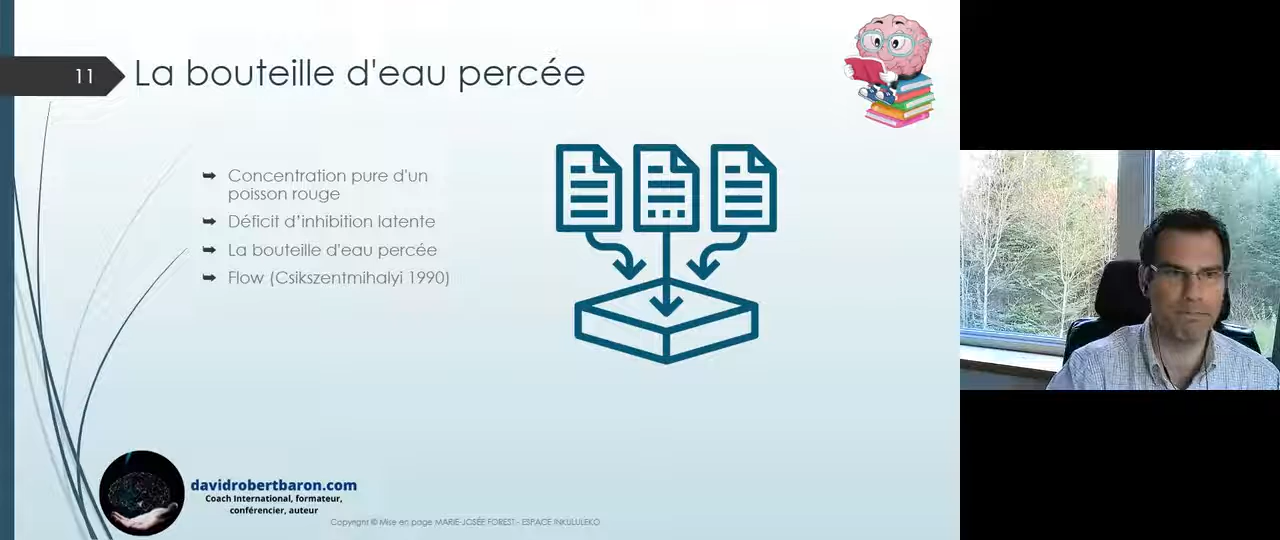 11
La bouteille d'eau percée
Concentration pure d'un
poisson rouge
Déficit d'inhibition latente
La bouteille d'eau percée
Flow (Csikszentmihalyi 1990)
davidrobertbaron.com
Coach International, formateur,
conférencier, auteur
Copyright © Mise en page MARIE-JOSÉE FOREST - ESPACE INKULULEKO